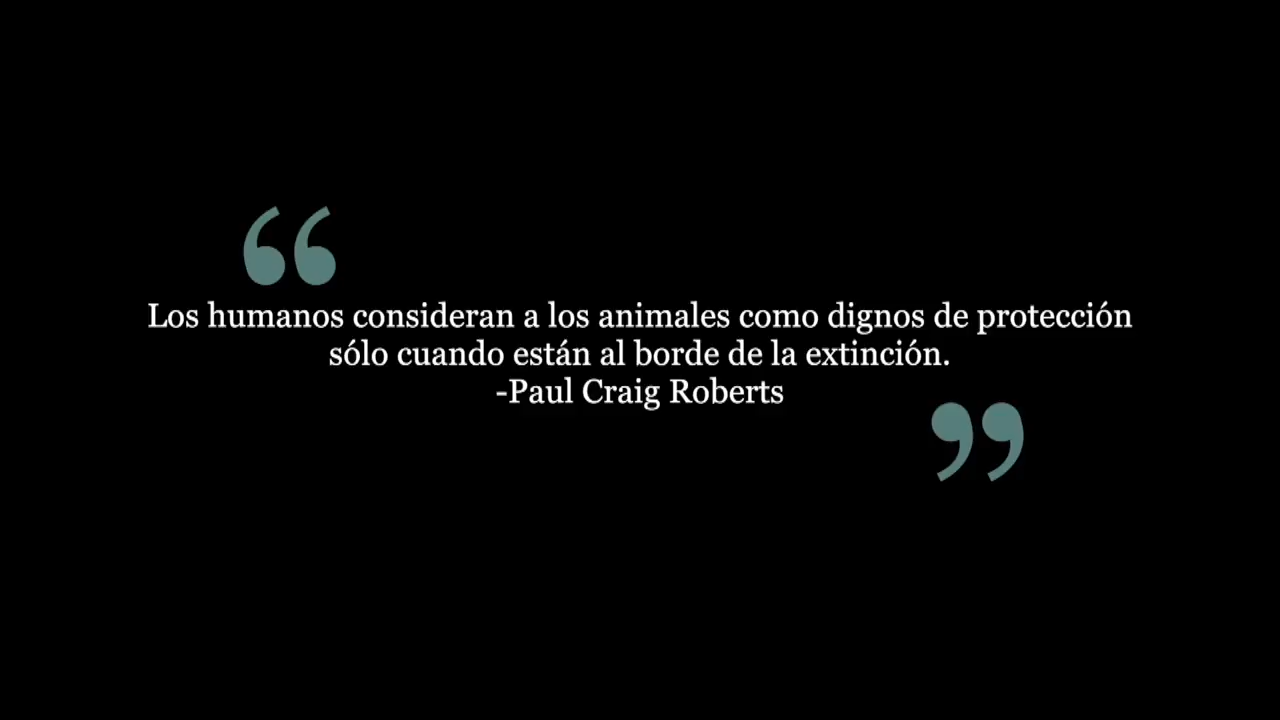 “
Los humanos consideran a los animales como dignos de protección
sólo cuando están al borde de la extinción.
-Paul Craig Roberts
”